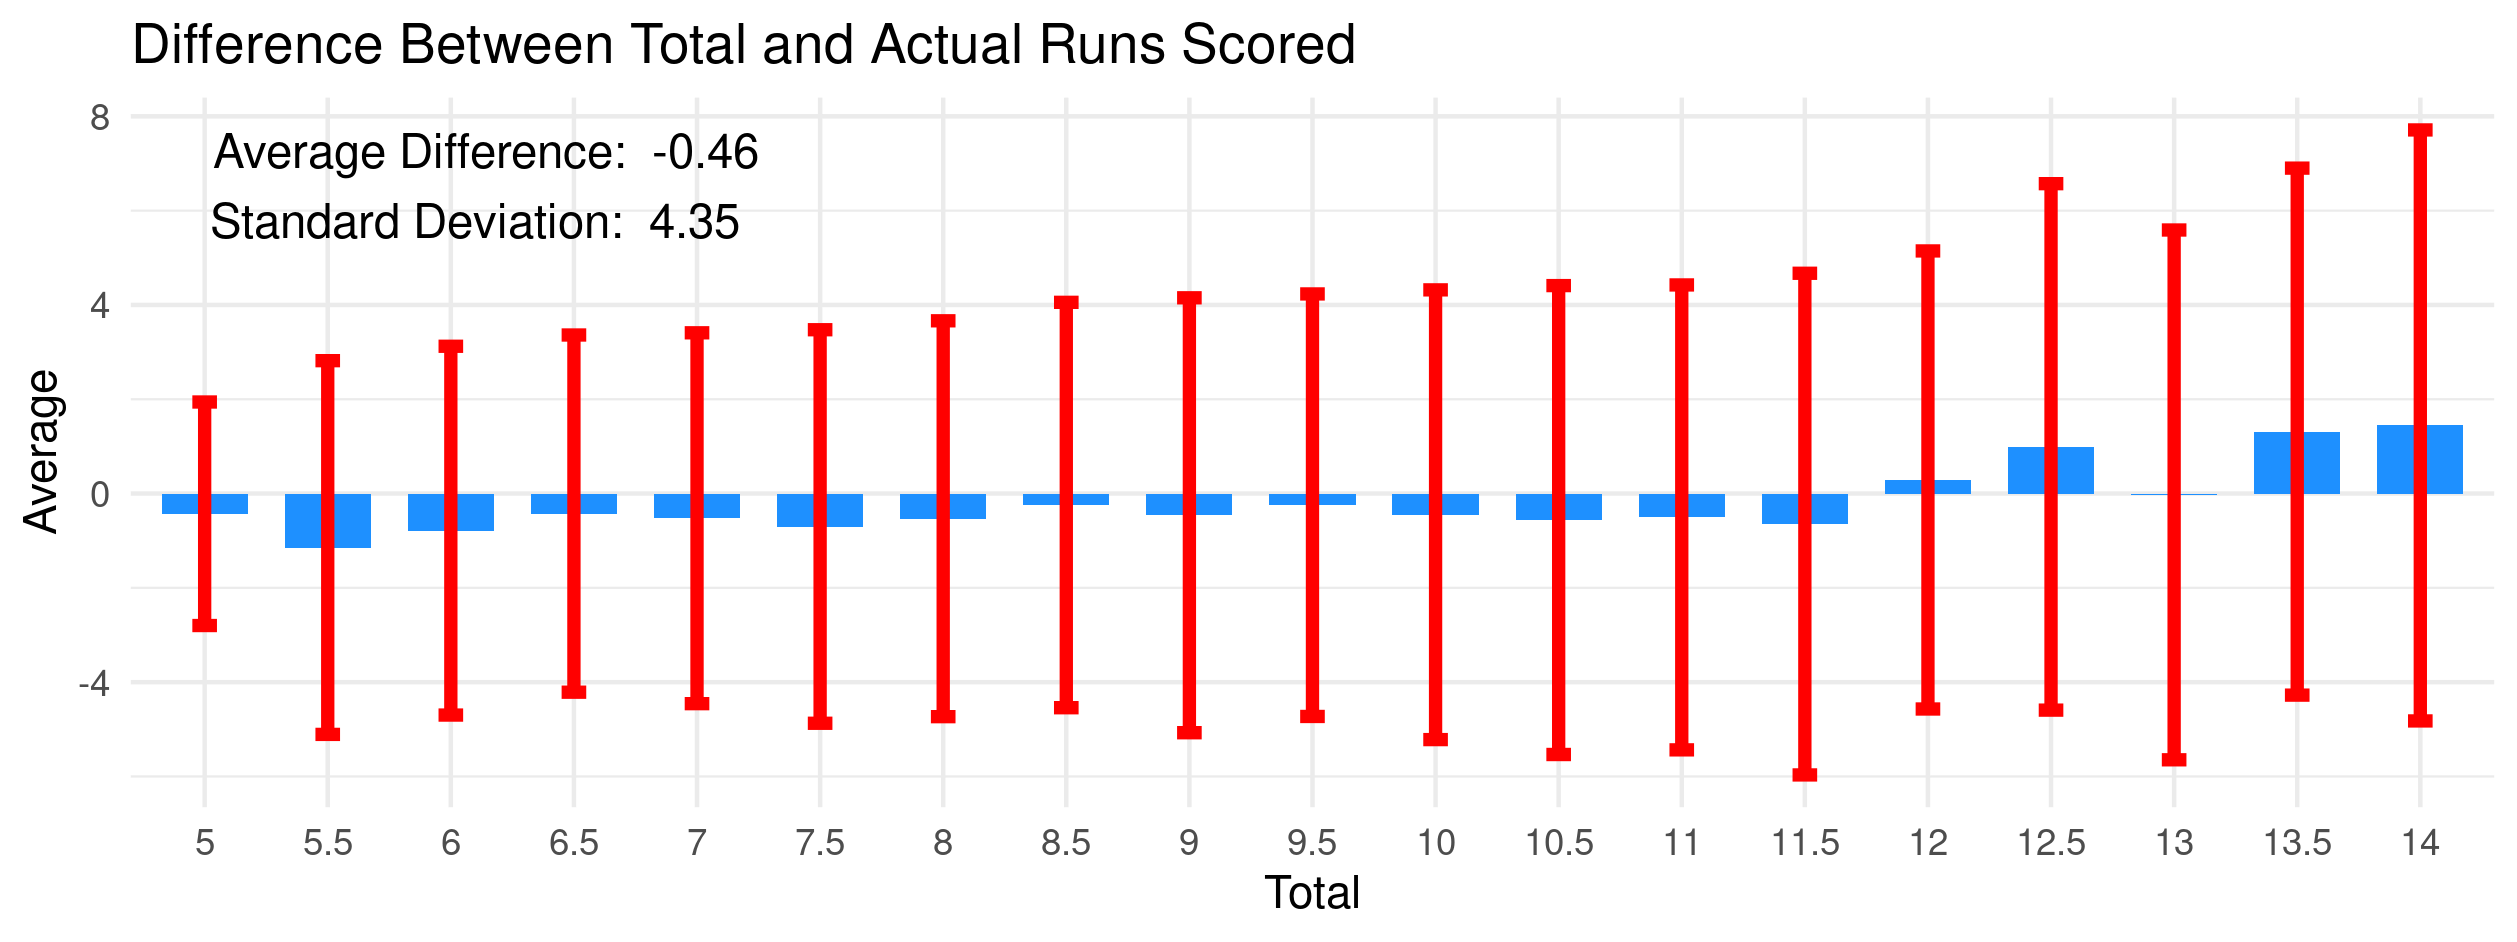 Difference Between Total and Actual Runs Scored
Average Difference: -0.46
Standard Deviation: 4.35
8
4
0
-4
Average
5 5.5 6 6.5 7 7.5 8 8.5 9 9.5 10 10.5 11 11.5 12 12.5 13 13.5 14
Total